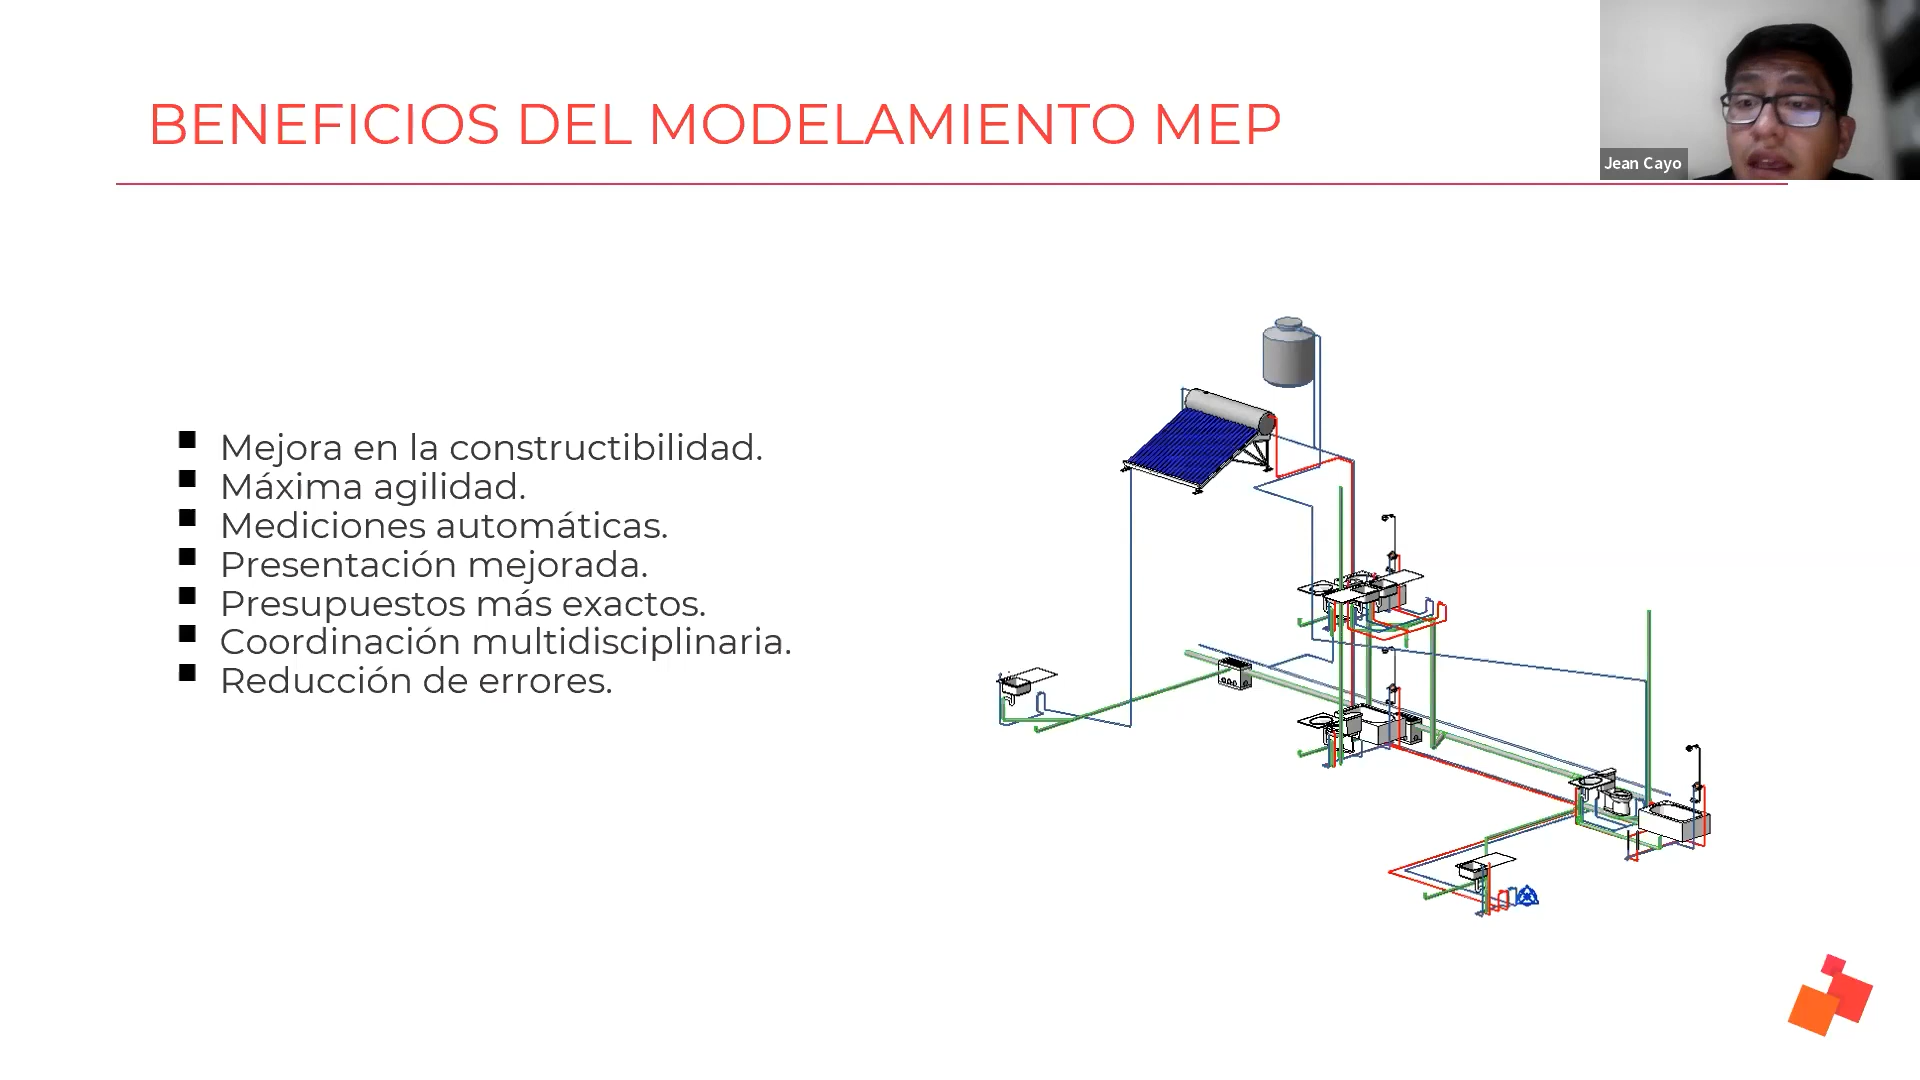 BENEFICIOS DEL MODELAMIENTO MEP
Jean Cayo
Mejora en la constructibilidad.
Máxima agilidad.
Mediciones automáticas.
Presentación mejorada.
Presupuestos más exactos.
Coordinación multidisciplinaria.
Reducción de errores.